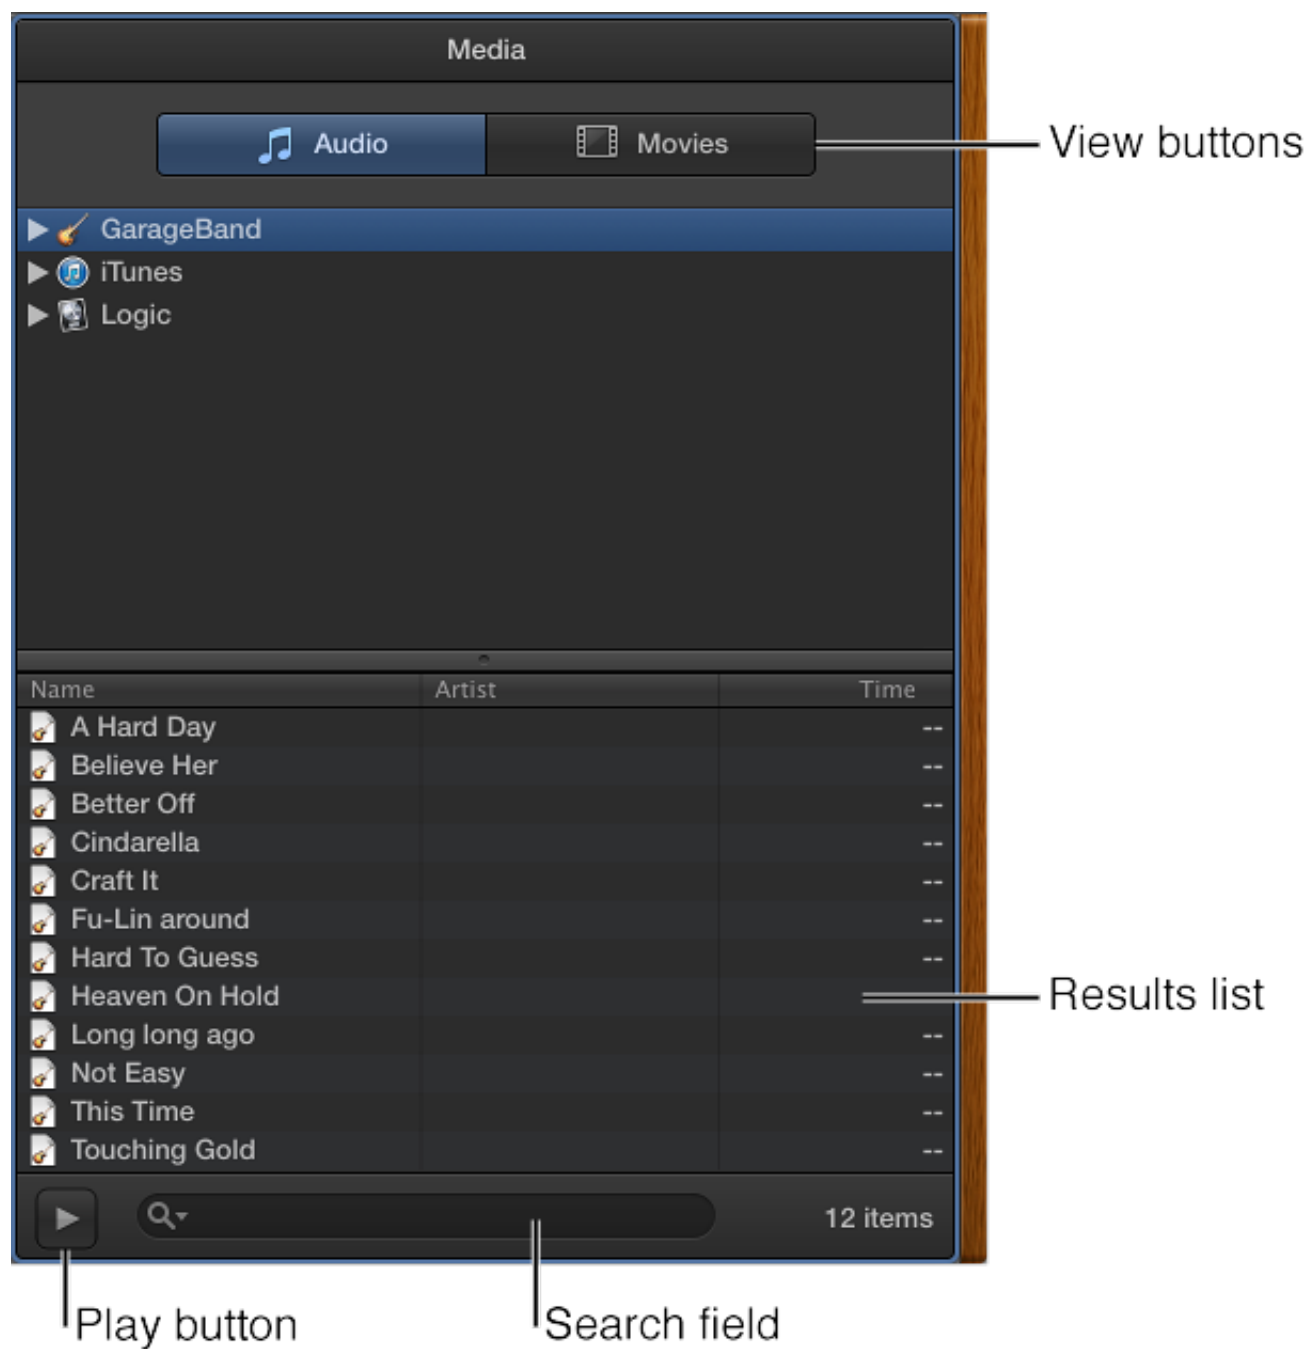 Media
Audio Movies
View buttons
GarageBand
iTunes
Logic
Name Artist Time
A Hard Day --
Believe Her --
Better Off --
Cindarella --
Craft It --
Fu-Lin around --
Hard To Guess --
Heaven On Hold
Results list
Long long ago --
Not Easy --
This Time --
Touching Gold --
12 items
Play button
Search field